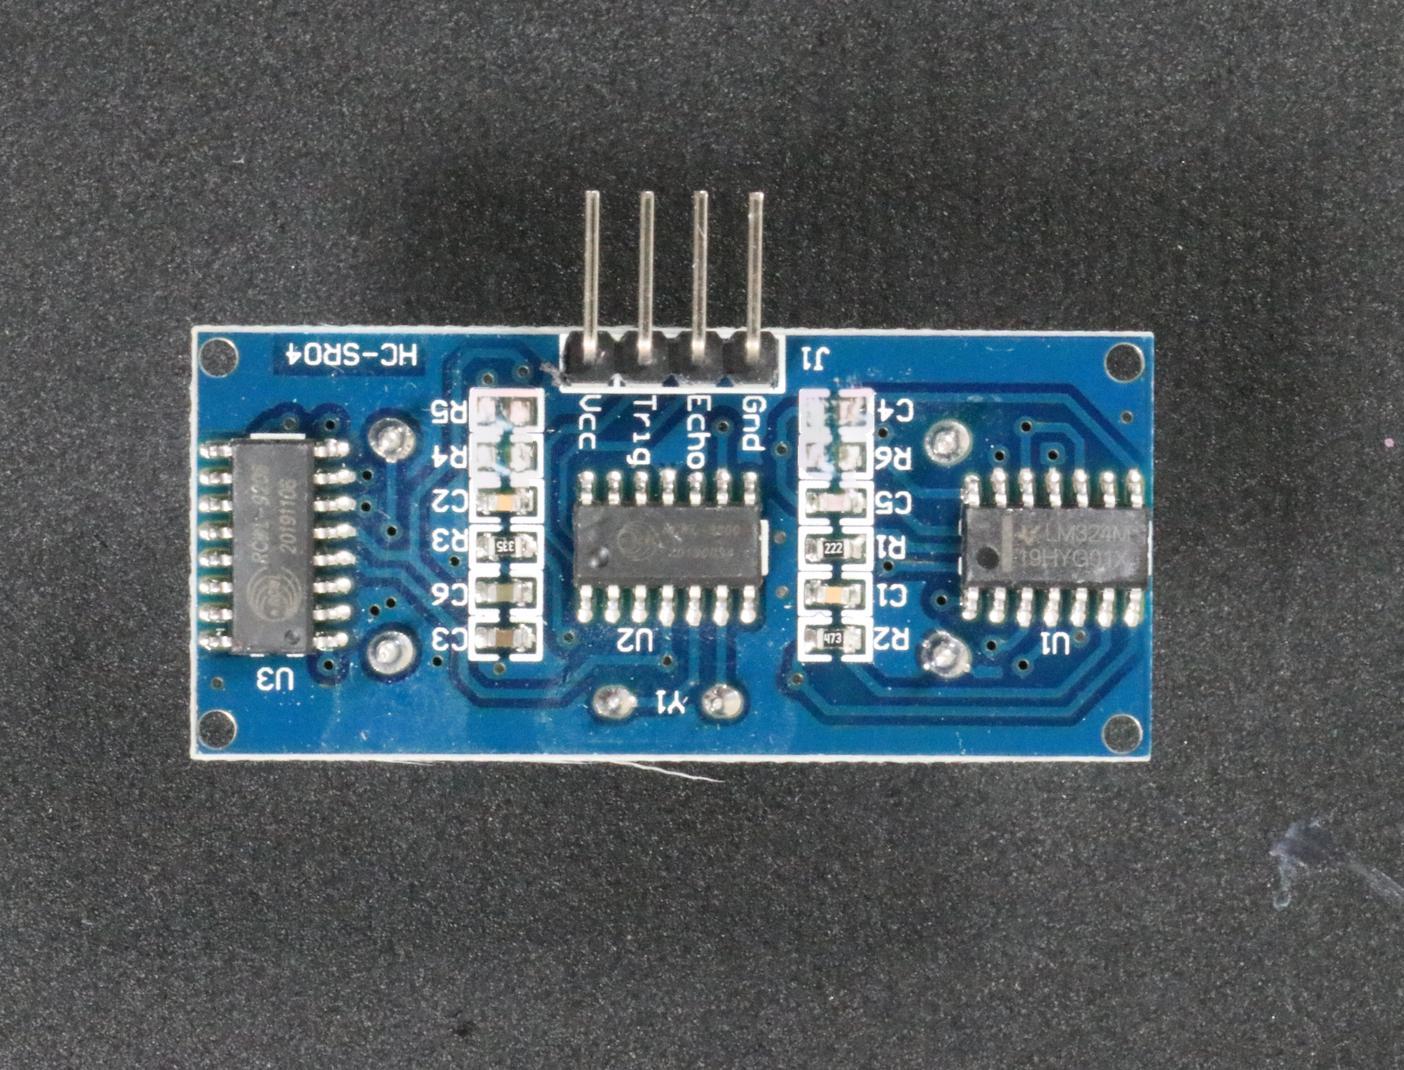 HC-SR04
J1
Vcc
Trig
Echo
Gnd
R5
R4
C2
R3
335
C6
C3
C4
R6
C5
R1
222
C1
R2
473
20191106
U3
U2
Y1
LM324M
19HYG01X
U1